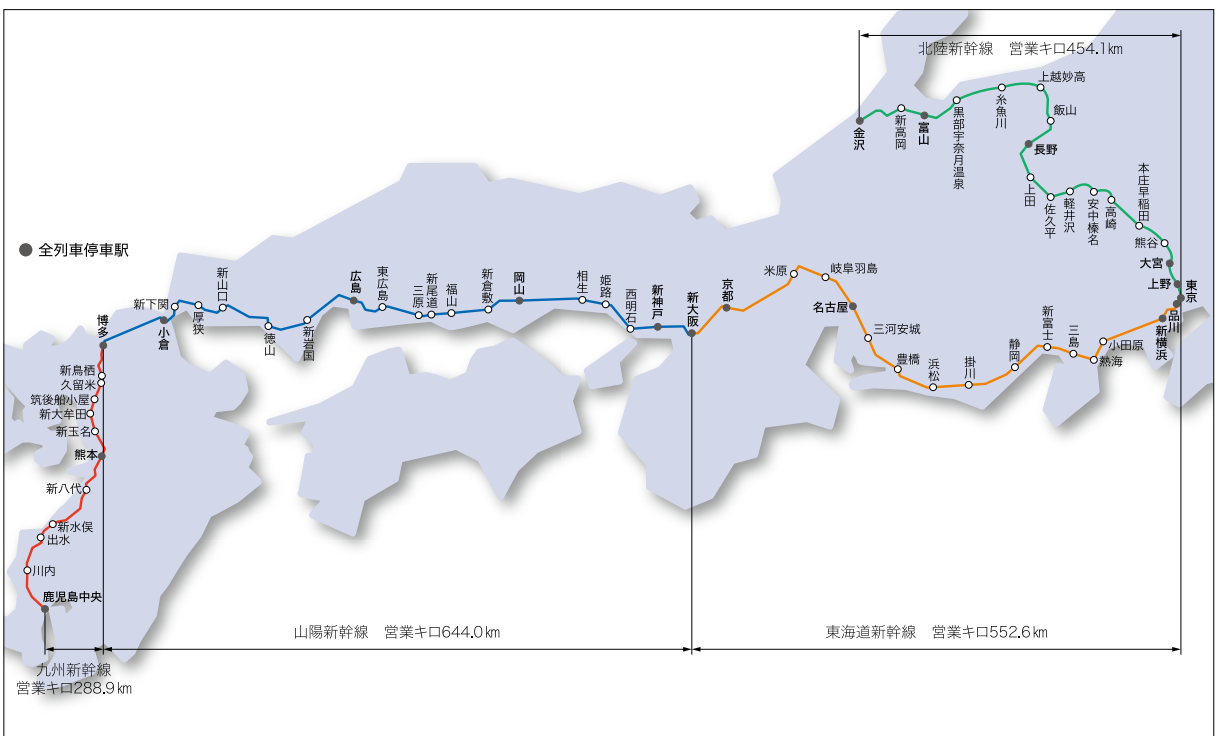 北陸新幹線　営業キロ454.1km
金沢
新高岡
富山
黒部宇奈月温泉
糸魚川
上越妙高
飯山
長野
上田
佐久平
軽井沢
安中榛名
高崎
本庄早稲田
熊谷
大宮
上野
東京
品川
新横浜
小田原
熱海
三島
新富士
静岡
掛川
浜松
豊橋
三河安城
名古屋
岐阜羽島
米原
京都
新大阪
新神戸
西明石
姫路
相生
岡山
新倉敷
福山
新尾道
三原
東広島
広島
新岩国
徳山
新山口
厚狭
新下関
小倉
博多
新鳥栖
久留米
筑後船小屋
新大牟田
新玉名
熊本
新八代
新水俣
出水
川内
鹿児島中央
全列車停車駅
九州新幹線
営業キロ288.9km
山陽新幹線　営業キロ644.0km
東海道新幹線　営業キロ552.6km